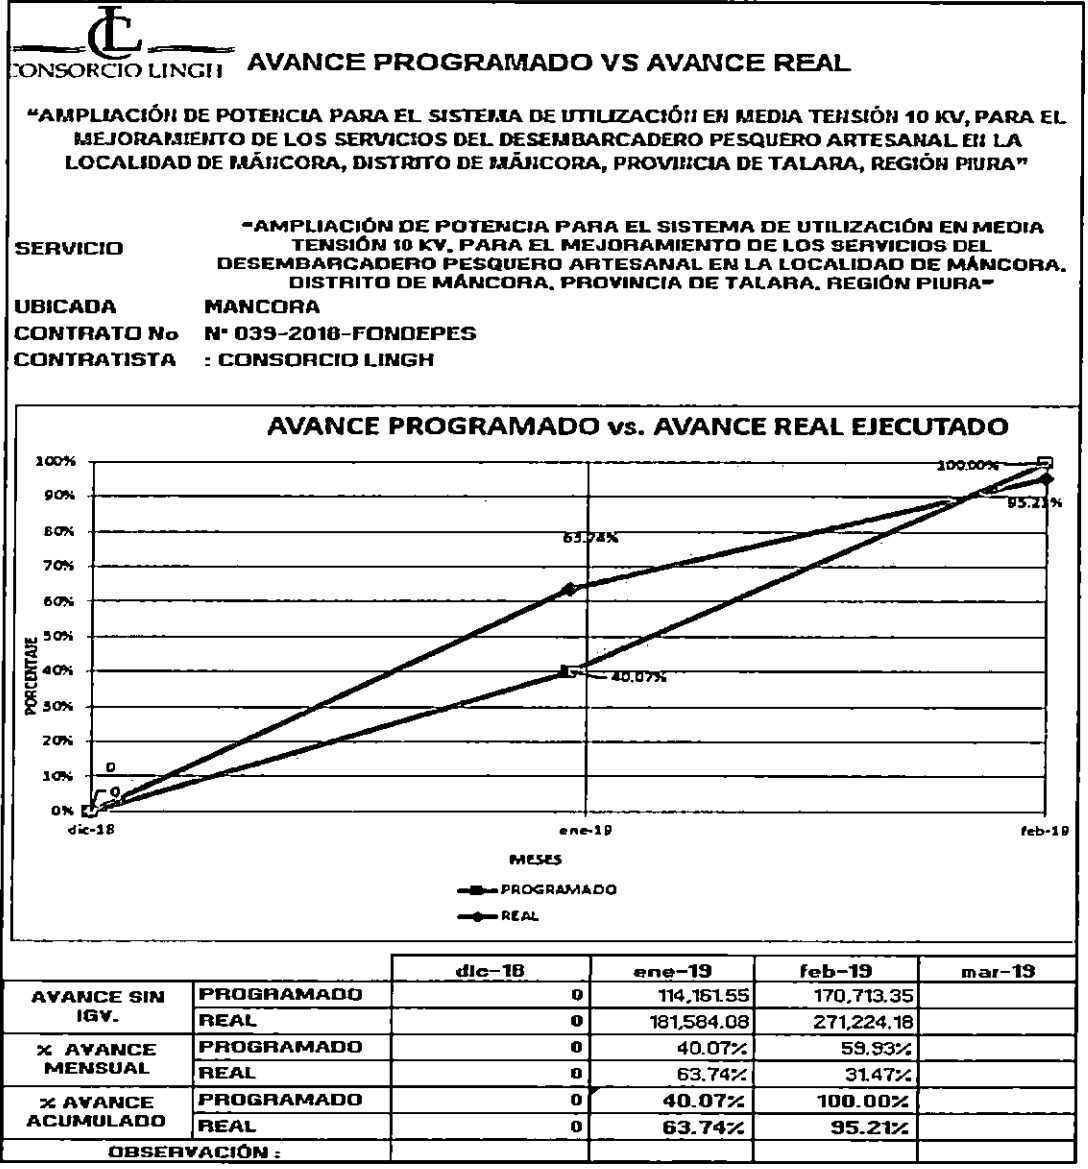 CL
CONSORCIO LINGH
AVANCE PROGRAMADO VS AVANCE REAL
"AMPLIACIÓN DE POTENCIA PARA EL SISTEMA DE UTILIZACIÓN EN MEDIA TENSIÓN 10 KV, PARA EL
MEJORAMIENTO DE LOS SERVICIOS DEL DESEMBARCADERO PESQUERO ARTESANAL EN LA
LOCALIDAD DE MÁNCORA, DISTRITO DE MÁNCORA, PROVINCIA DE TALARA, REGIÓN PIURA"
SERVICIO
"AMPLIACIÓN DE POTENCIA PARA EL SISTEMA DE UTILIZACIÓN EN MEDIA
TENSIÓN 10 KV, PARA EL MEJORAMIENTO DE LOS SERVICIOS DEL
DESEMBARCADERO PESQUERO ARTESANAL EN LA LOCALIDAD DE MÁNCORA,
DISTRITO DE MÁNCORA, PROVINCIA DE TALARA, REGIÓN PIURA"
UBICADA MANCORA
CONTRATO No N° 039-2018-FONDEPES
CONTRATISTA : CONSORCIO LINGH
AVANCE PROGRAMADO vs. AVANCE REAL EJECUTADO
PORCENTAJE
100%
90%
80%
70%
60%
50%
40%
30%
20%
10%
0%
100.00%
95.21%
63.74%
40.07%
0
0
dic-18 ene-19 feb-19
MESES
PROGRAMADO
REAL
dic-18 ene-19 feb-19 mar-19
AVANCE SIN IGV. PROGRAMADO 0 114,161.55 170,713.35
REAL 0 181,584.08 271,224.18
% AVANCE MENSUAL PROGRAMADO 0 40.07% 59.93%
REAL 0 63.74% 31.47%
% AVANCE ACUMULADO PROGRAMADO 0 40.07% 100.00%
REAL 0 63.74% 95.21%
OBSERVACIÓN :